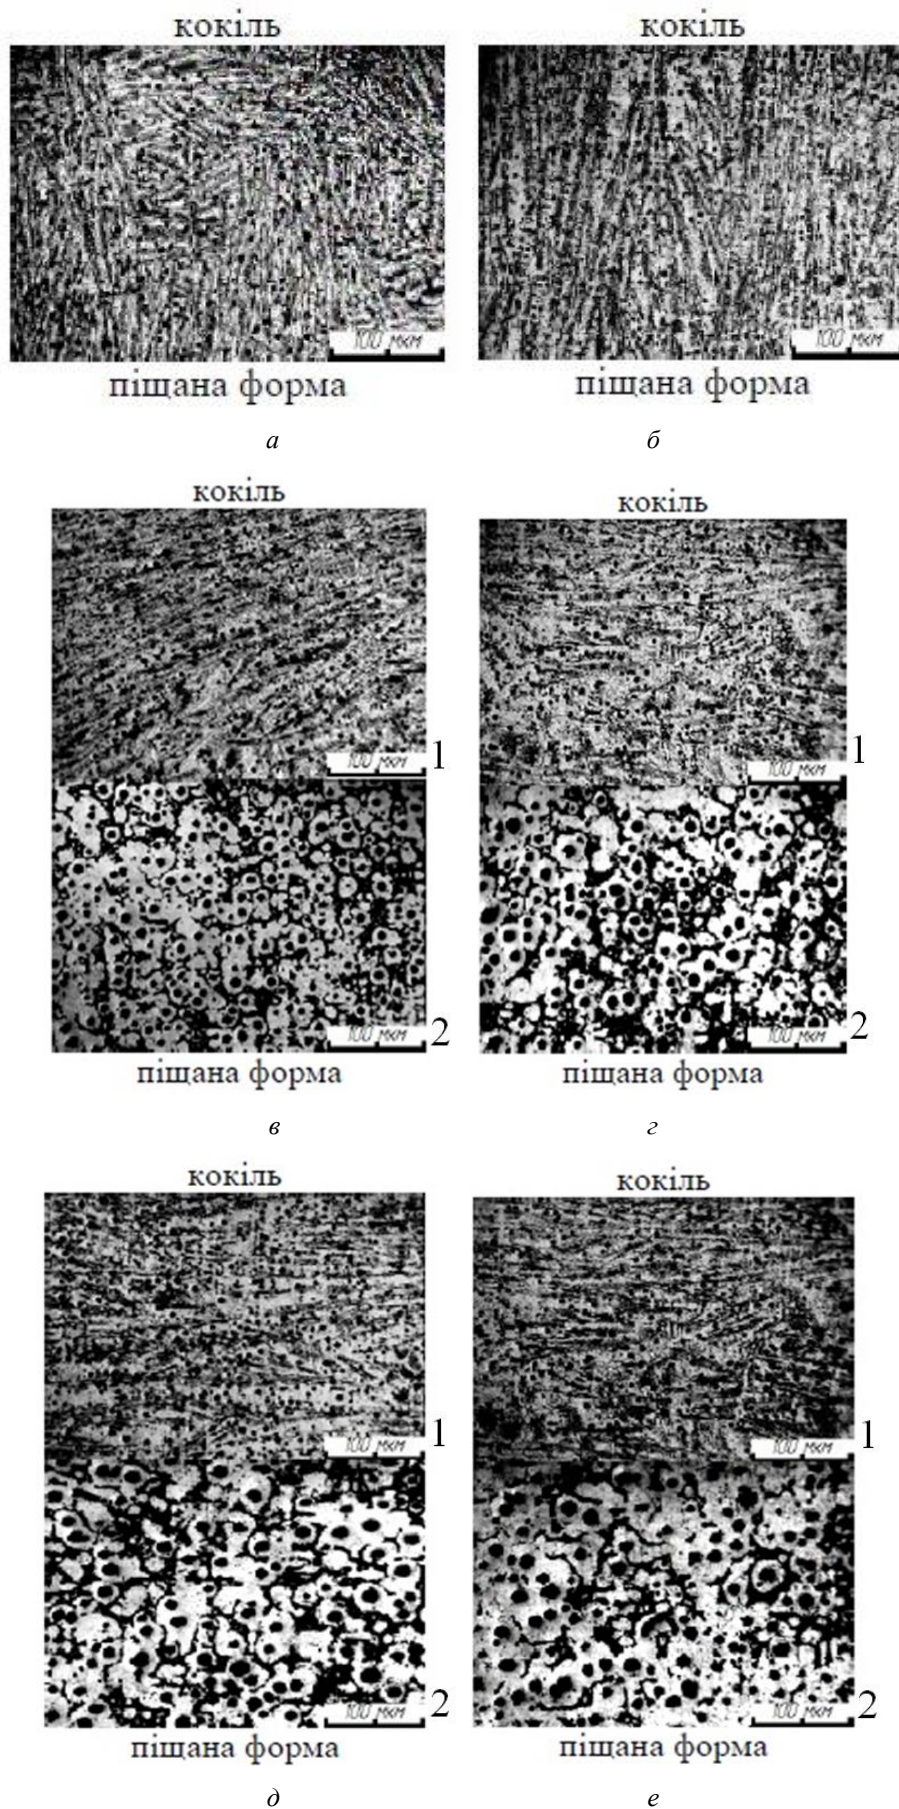 кокіль
кокіль
100 мкм
100 мкм
піщана форма
піщана форма
а
б
кокіль
кокіль
100 мкм 1
100 мкм 1
100 мкм 2
100 мкм 2
піщана форма
піщана форма
в
г
кокіль
кокіль
100 мкм 1
100 мкм 1
100 мкм 2
100 мкм 2
піщана форма
піщана форма
д
е